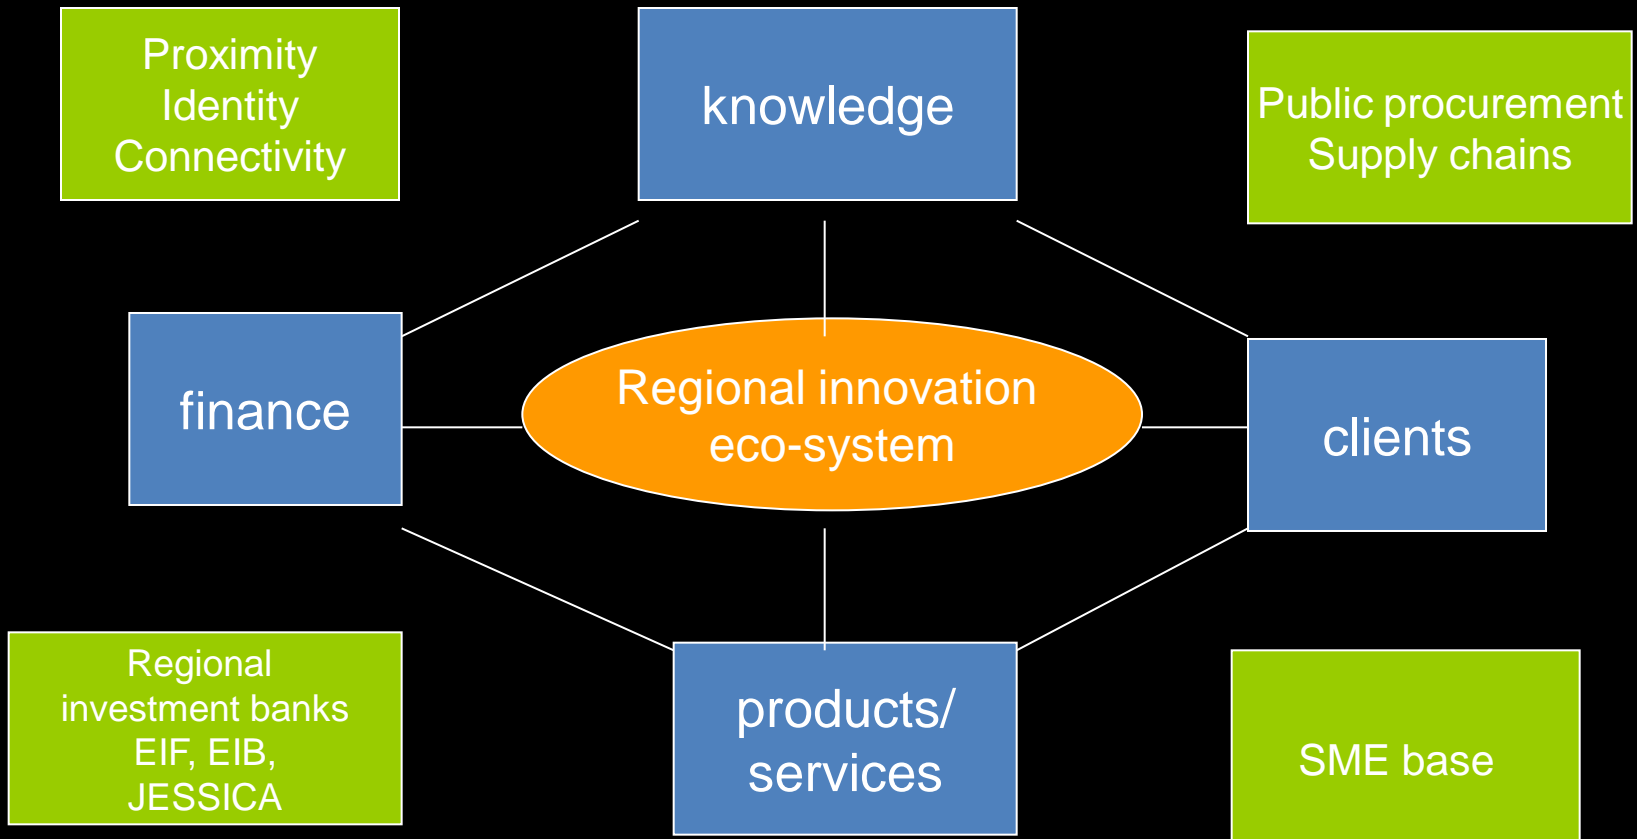 Proximity
Identity
Connectivity
knowledge
Public procurement
Supply chains
finance
Regional innovation
eco-system
clients
Regional
investment banks
EIF, EIB,
JESSICA
products/
services
SME base